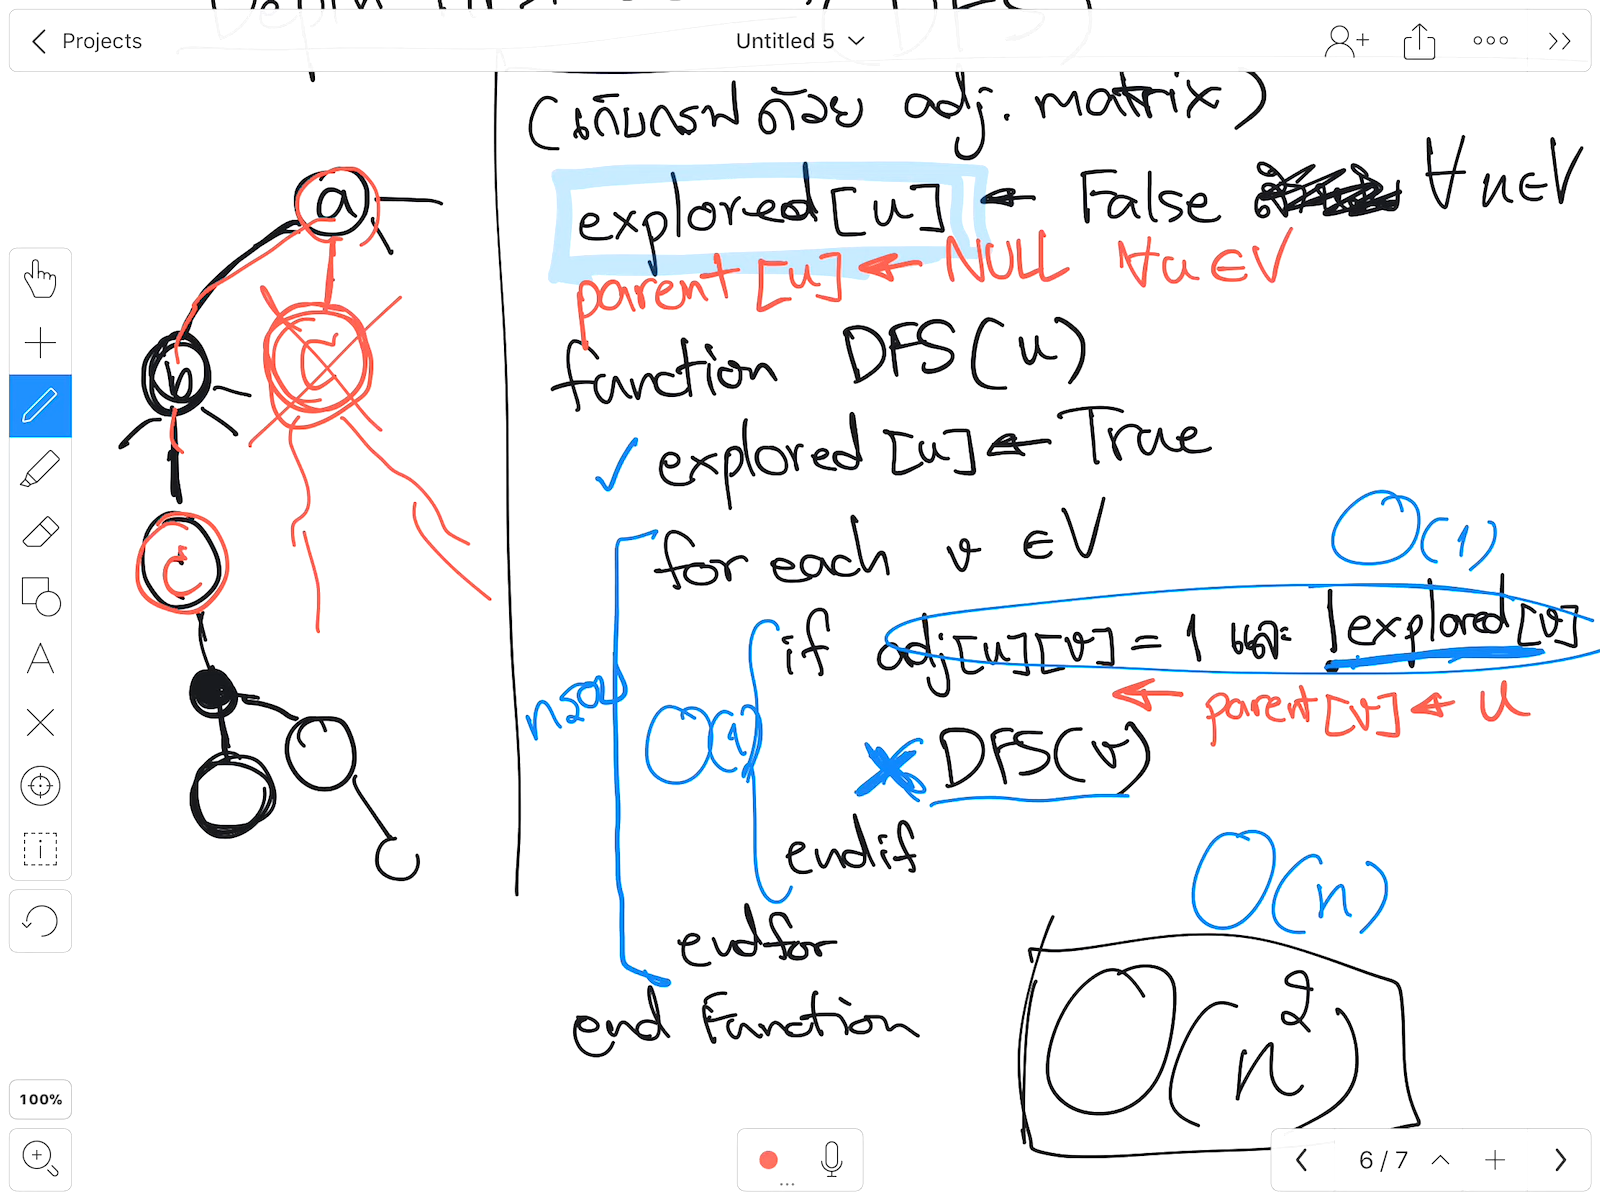 Projects
Untitled 5
(เก็บกราฟด้วย adj. matrix)
explored[u] ← False ∀u∈V
parent[u] ← NULL ∀u∈V
function DFS(u)
✓ explored[u] ← True
for each v ∈V
O(1)
if adj[u][v] = 1 และ !explored[v]
← parent[v] ← u
n รอบ
O(1)
DFS(v)
endif
O(n)
endfor
end Function
O(n²)
a
b
C
C
100%
6 / 7